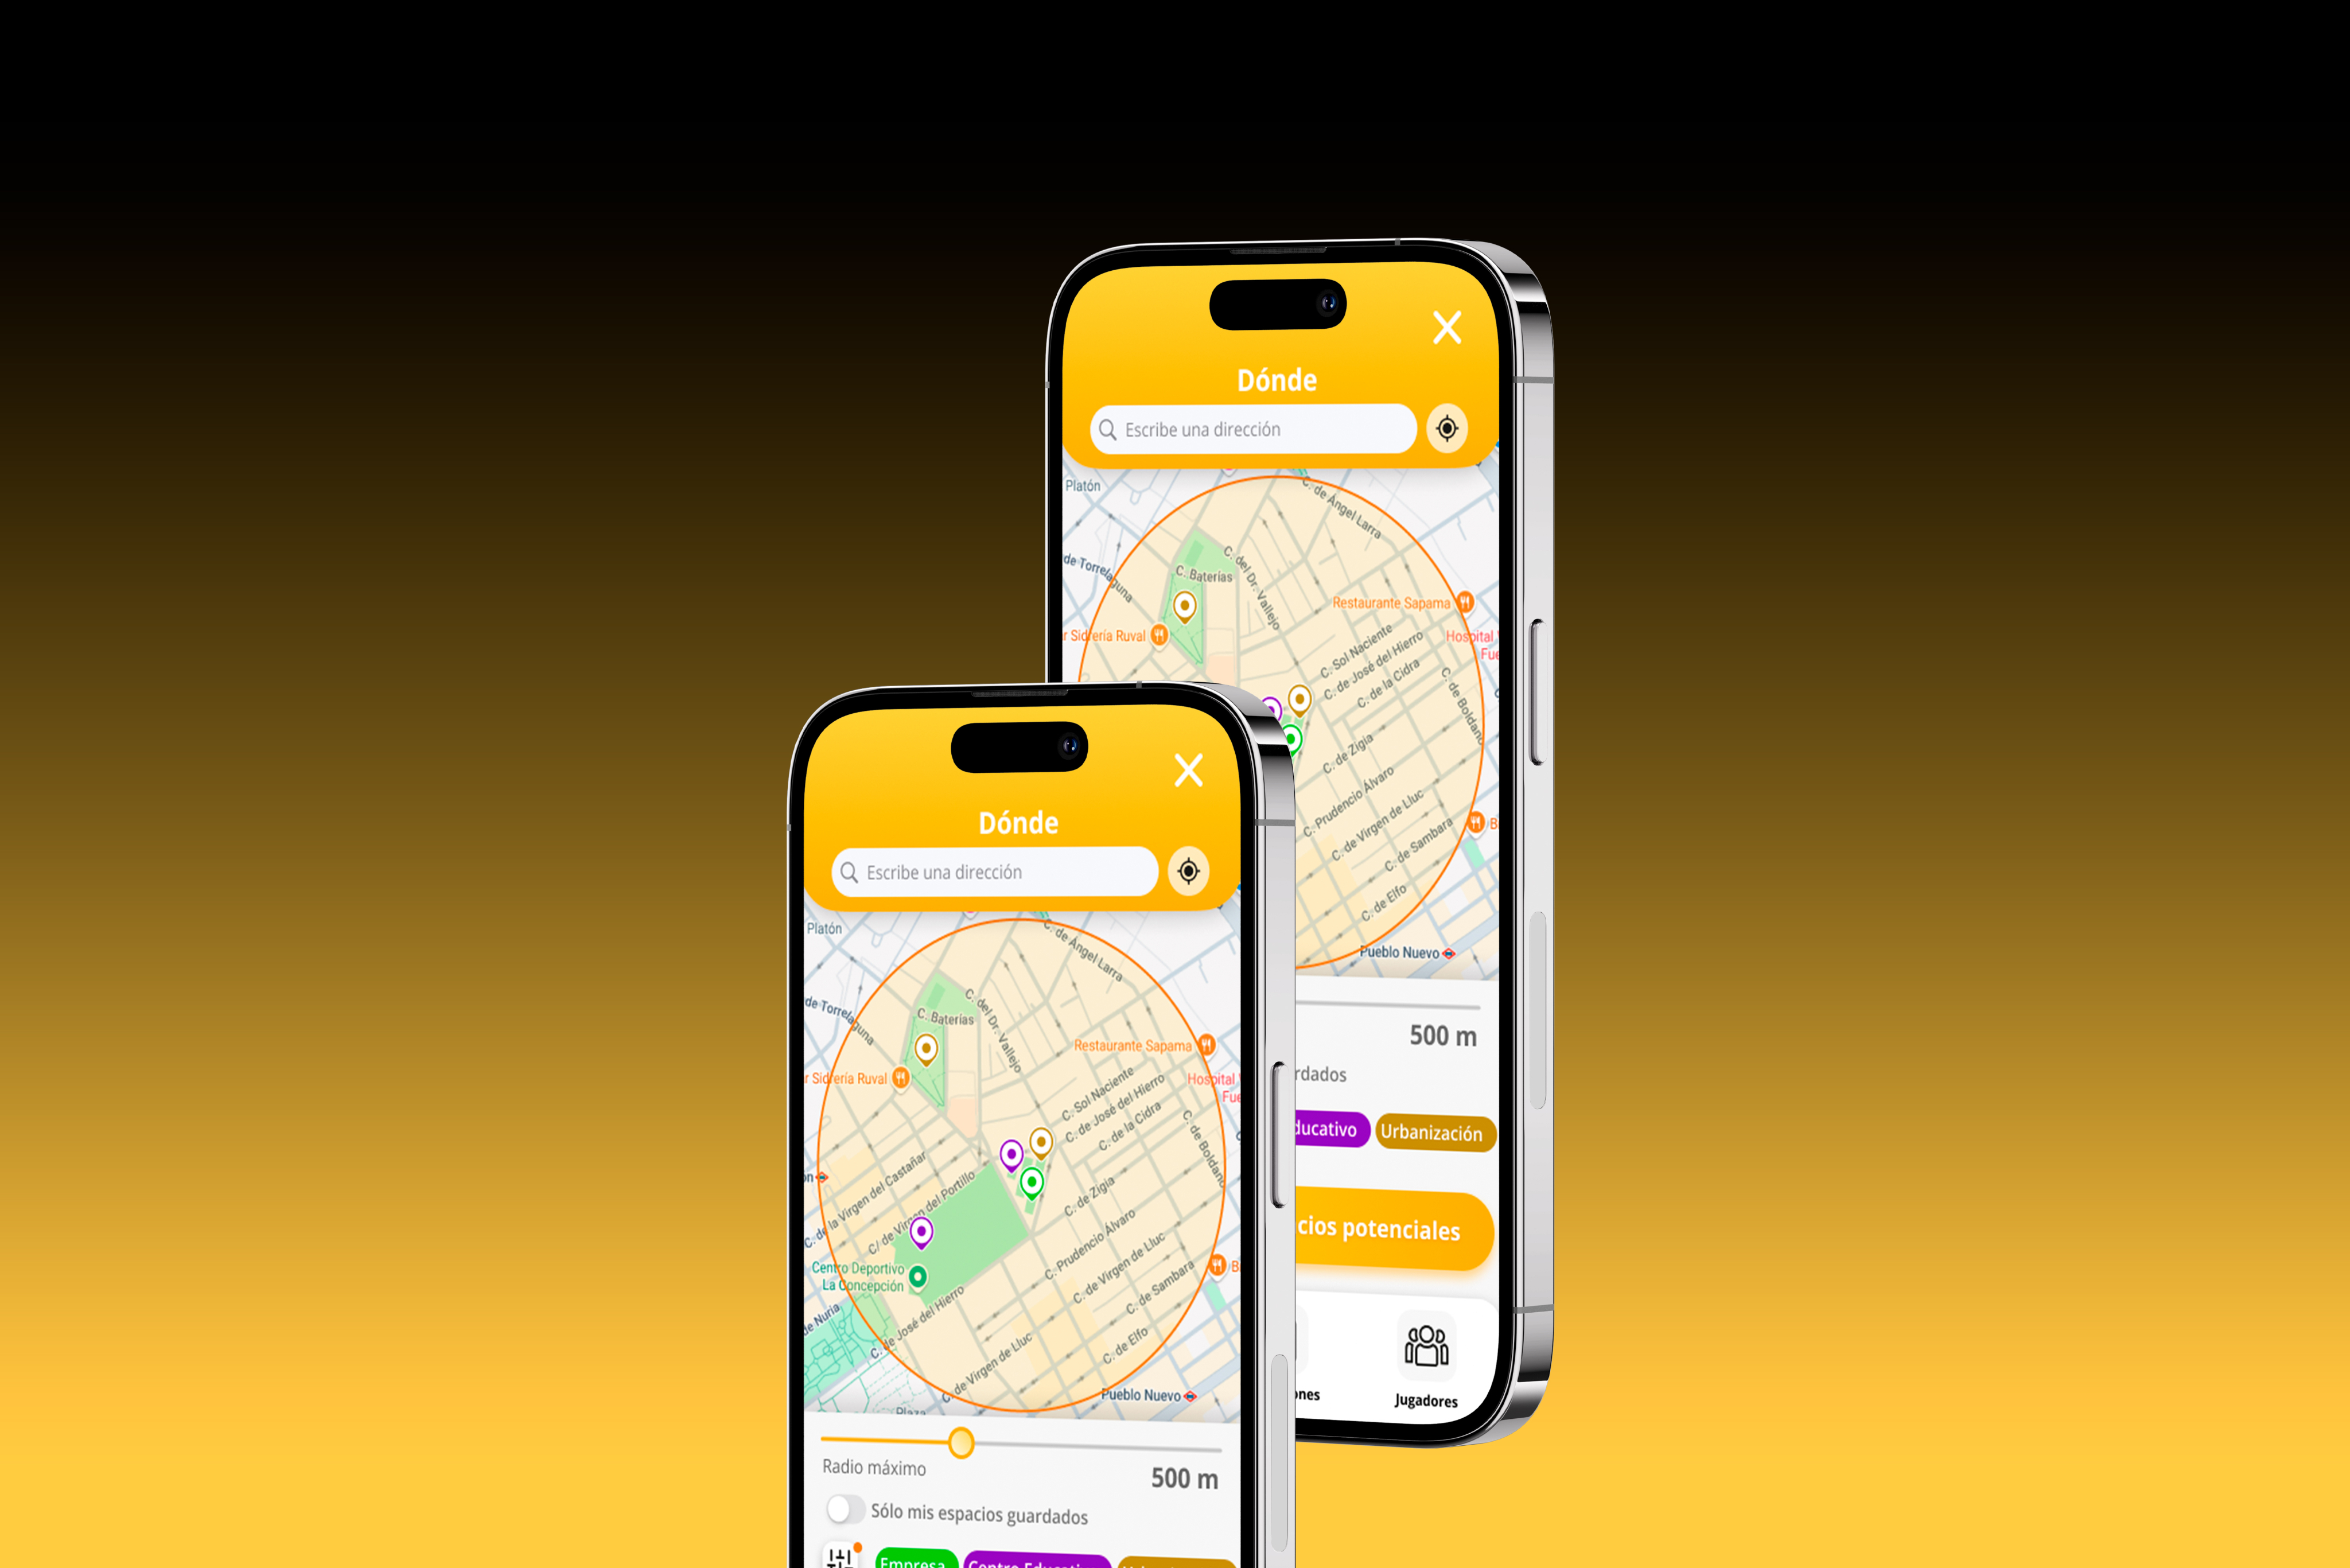 Dónde
Escribe una dirección
Platón
C. de Ángel Larra
de Torrelaguna
C. Baterías
C. del Dr. Vallejo
Restaurante Sapama
Sidrería Ruval
Hospital
C. Sol Naciente
C. de José del Hierro
C. de la Cidra
C. de Boldano
C. de Zigia
C. Prudencio Álvaro
C. de Virgen de Lluc
C. de Sambara
C. de Elfo
Pueblo Nuevo
500 m
Urbanización
potenciales
Jugadores
Dónde
Escribe una dirección
Platón
C. de Ángel Larra
de Torrelaguna
C. Baterías
C. del Dr. Vallejo
Restaurante Sapama
Sidrería Ruval
Hospital
C. Sol Naciente
C. de José del Hierro
C. de la Cidra
C. de Boldano
C. de la Virgen del Castañar
C/ de Virgen del Portillo
C. de Zigia
C. Prudencio Álvaro
Centro Deportivo
La Concepción
C. de Virgen de Lluc
C. de Sambara
de Nuria
C. de José del Hierro
C. de Virgen de Lluc
C. de Elfo
Pueblo Nuevo
Plaza
Radio máximo
500 m
Sólo mis espacios guardados
Empresa
Centro